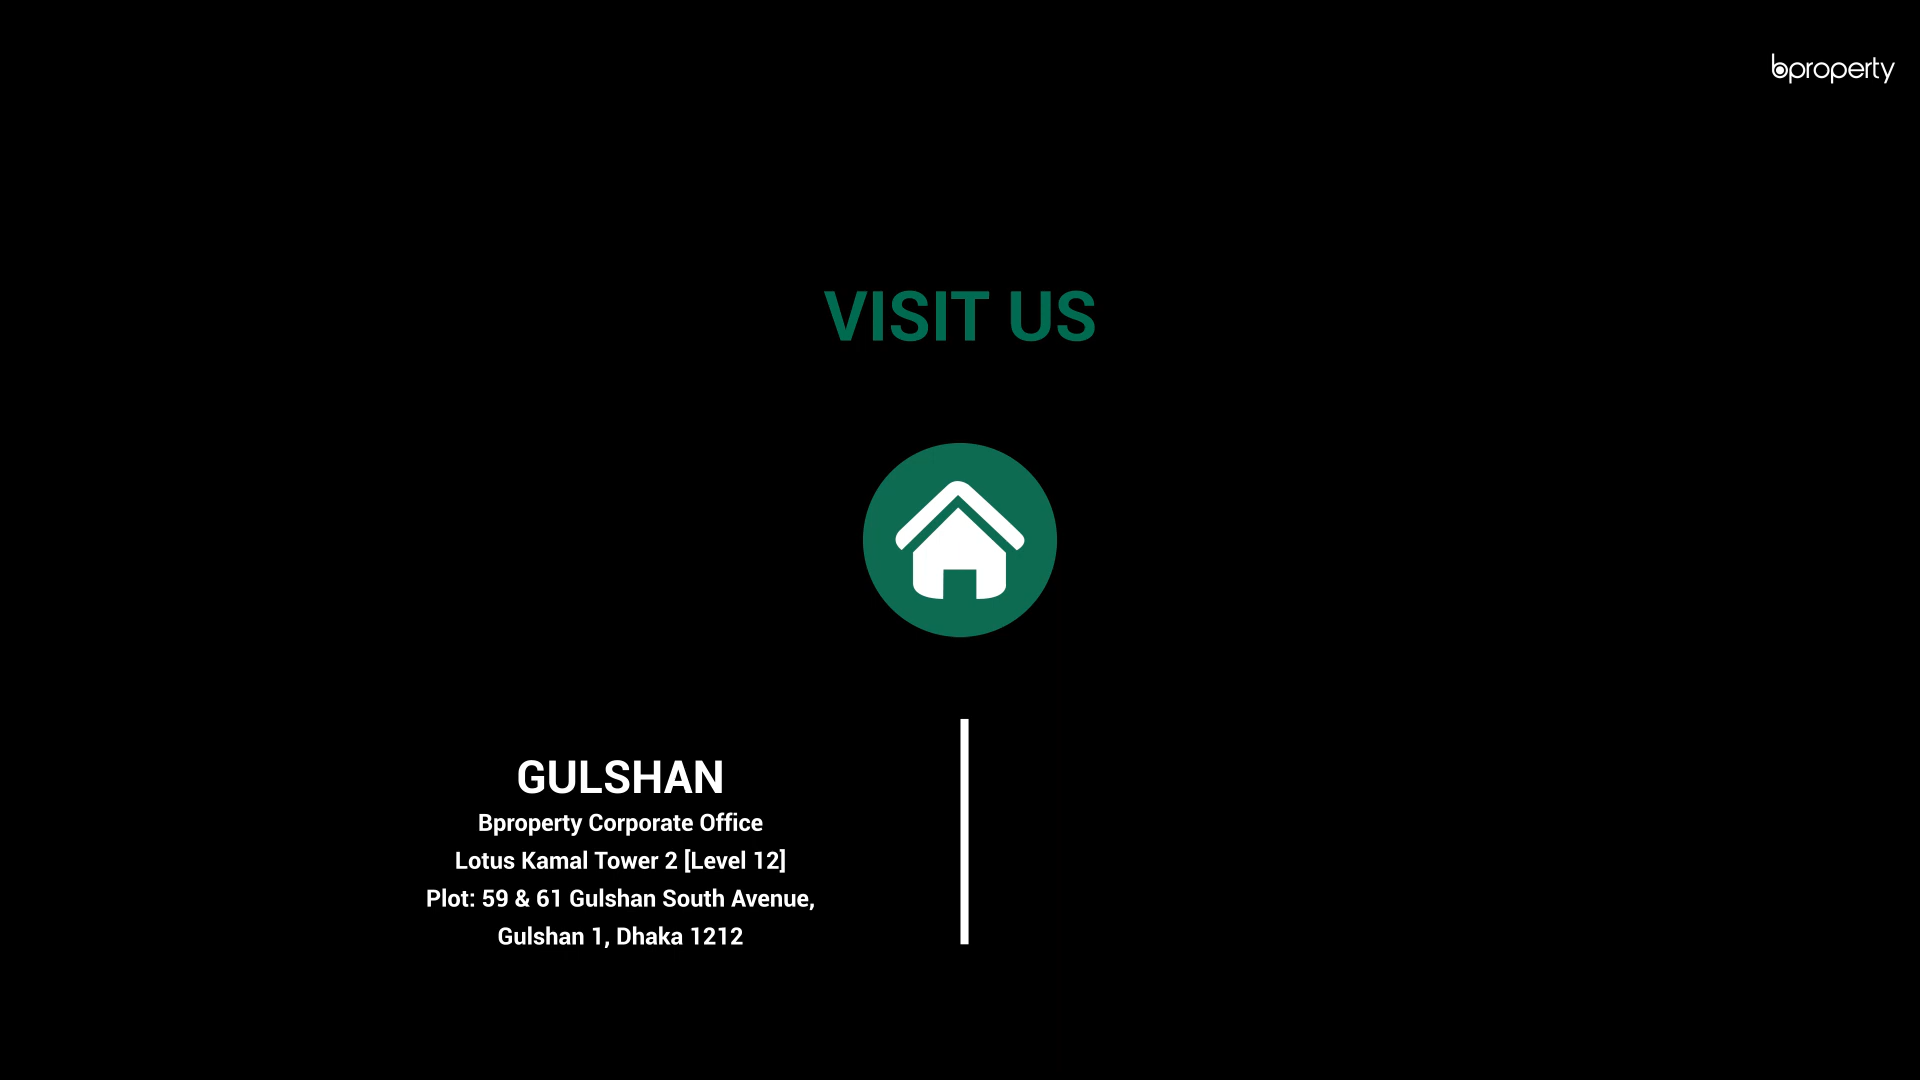 bproperty
VISIT US
GULSHAN
Bproperty Corporate Office
Lotus Kamal Tower 2 [Level 12]
Plot: 59 & 61 Gulshan South Avenue,
Gulshan 1, Dhaka 1212